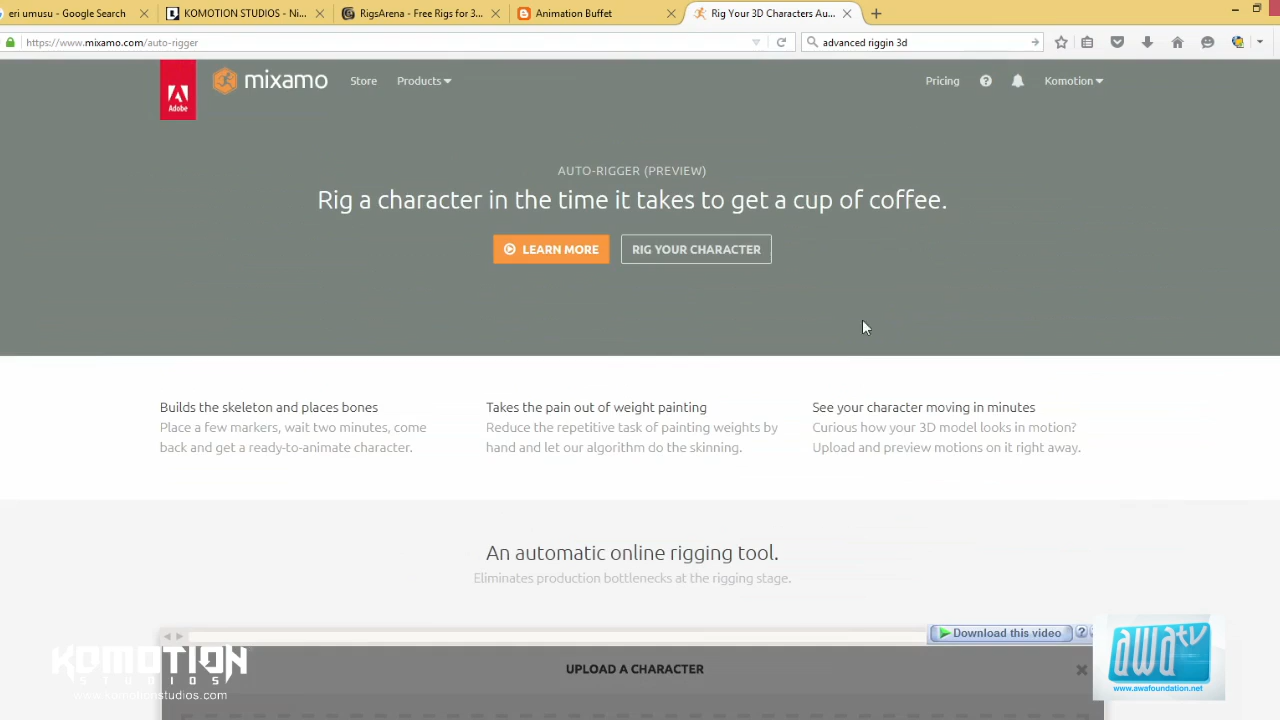 eri umusu - Google Search
KOMOTION STUDIOS - Ni...
RigsArena - Free Rigs for 3...
Animation Buffet
Rig Your 3D Characters Au...
https://www.mixamo.com/auto-rigger
advanced riggin 3d
Adobe
mixamo
Store
Products
Pricing
Komotion
AUTO-RIGGER (PREVIEW)
Rig a character in the time it takes to get a cup of coffee.
LEARN MORE
RIG YOUR CHARACTER
Builds the skeleton and places bones
Place a few markers, wait two minutes, come
back and get a ready-to-animate character.
Takes the pain out of weight painting
Reduce the repetitive task of painting weights by
hand and let our algorithm do the skinning.
See your character moving in minutes
Curious how your 3D model looks in motion?
Upload and preview motions on it right away.
An automatic online rigging tool.
Eliminates production bottlenecks at the rigging stage.
Download this video
UPLOAD A CHARACTER
KOMOTION
STUDIOS
www.komotionstudios.com
awatv
www.awafoundation.net